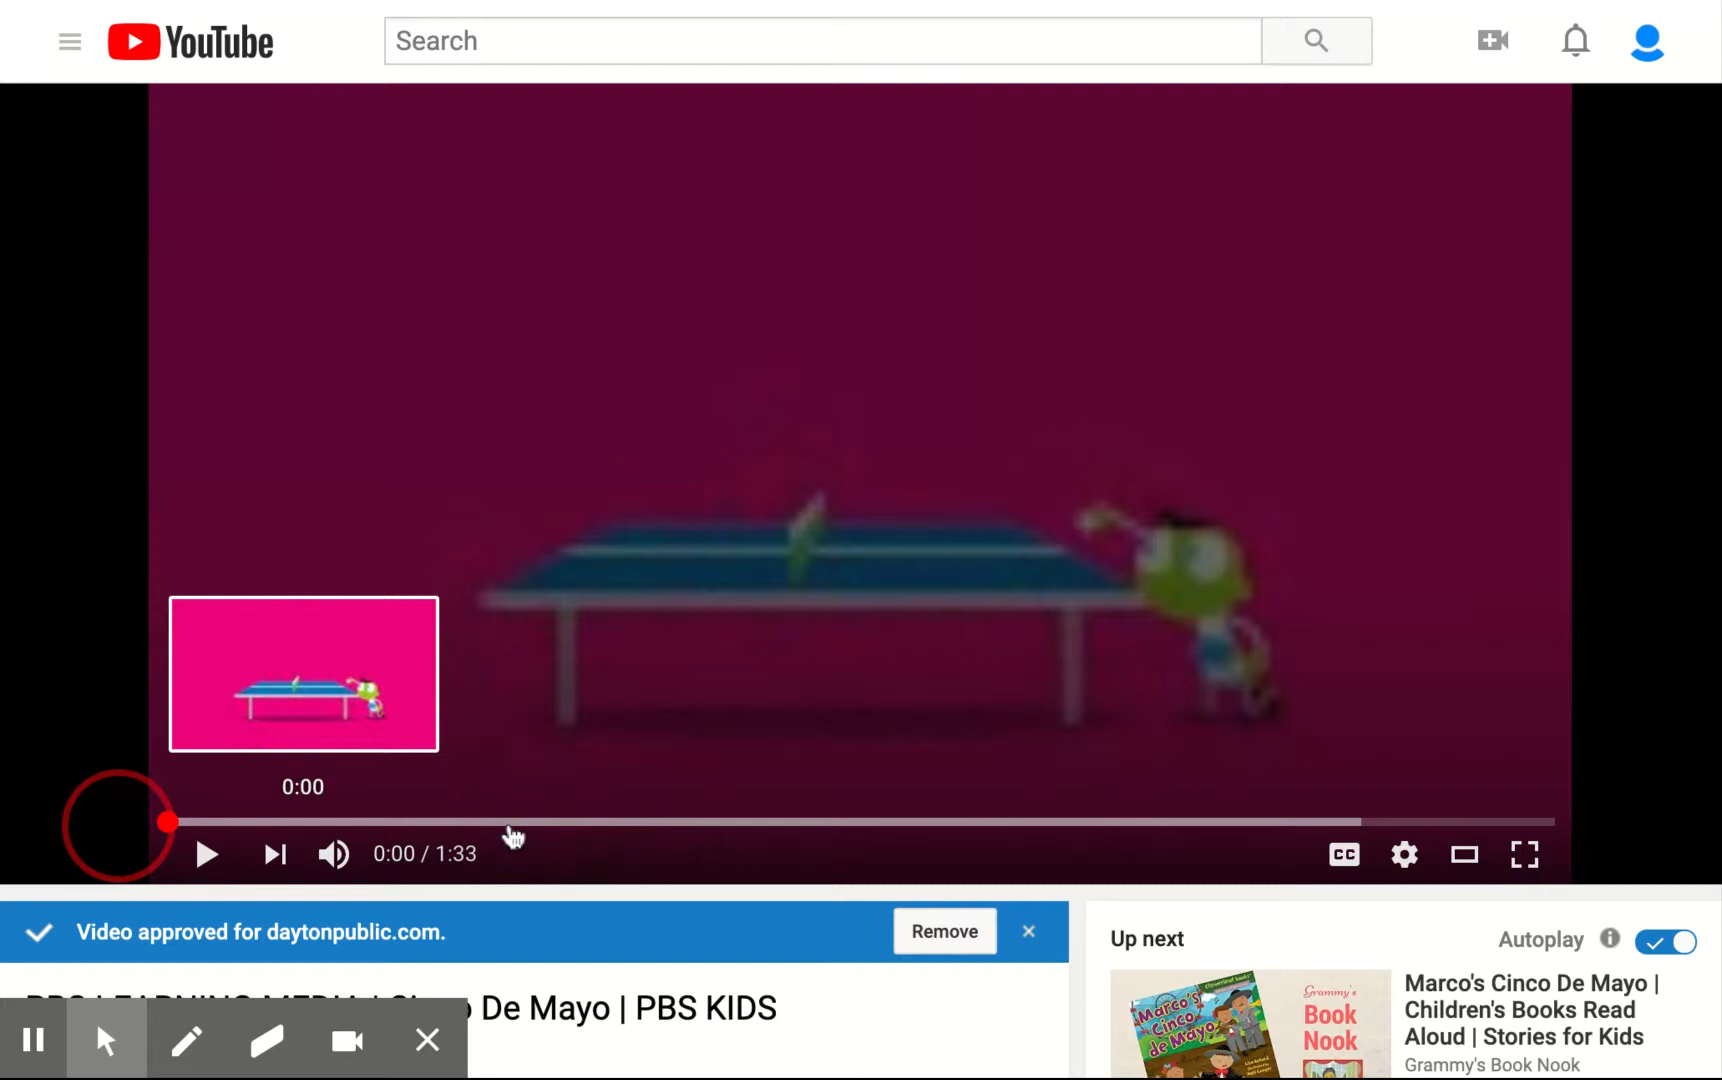 YouTube
Search
0:00
0:00 / 1:33
CC
Video approved for daytonpublic.com.
Remove
Up next
Autoplay
De Mayo | PBS KIDS
Marco's Cinco De Mayo |
Children's Books Read
Aloud | Stories for Kids
Grammy's Book Nook
Marco's
Cinco
de Mayo
Grammy's
Book
Nook